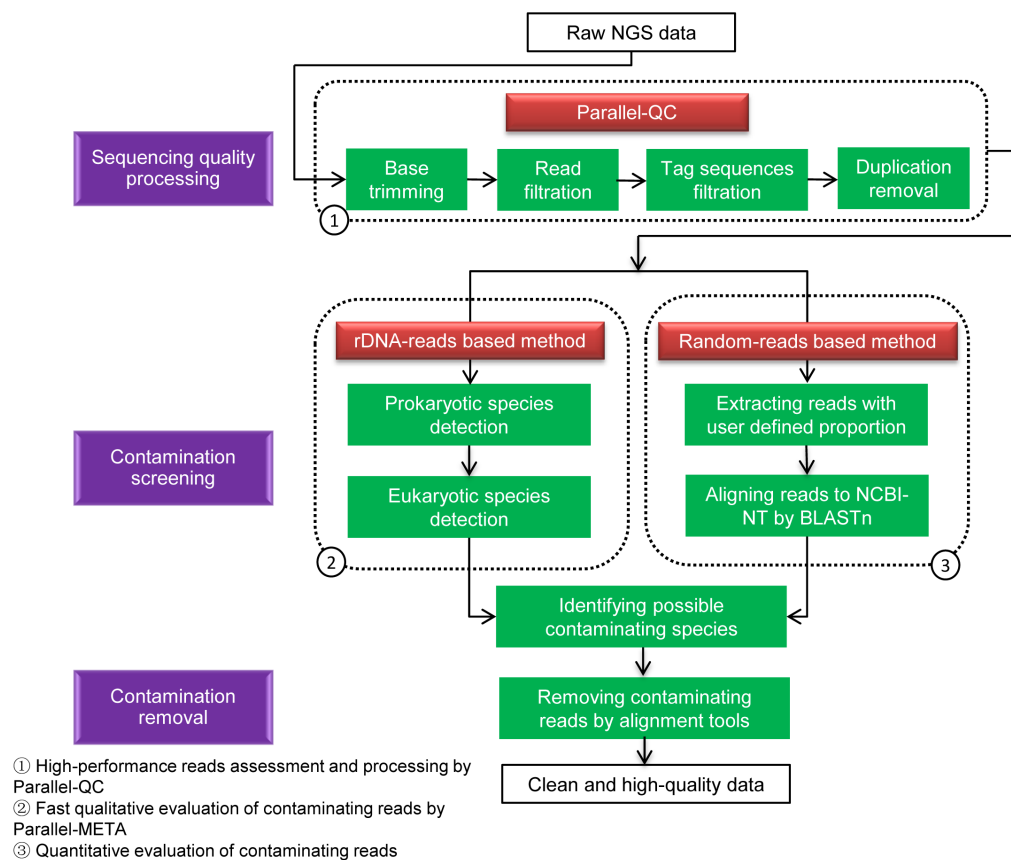 Raw NGS data
Parallel-QC
Sequencing quality
processing
Base
trimming
Read
filtration
Tag sequences
filtration
Duplication
removal
1
rDNA-reads based method
Random-reads based method
Prokaryotic species
detection
Extracting reads with
user defined proportion
Contamination
screening
Eukaryotic species
detection
Aligning reads to NCBI-
NT by BLASTn
2
3
Identifying possible
contaminating species
Contamination
removal
Removing contaminating
reads by alignment tools
Clean and high-quality data
① High-performance reads assessment and processing by
Parallel-QC
② Fast qualitative evaluation of contaminating reads by
Parallel-META
③ Quantitative evaluation of contaminating reads